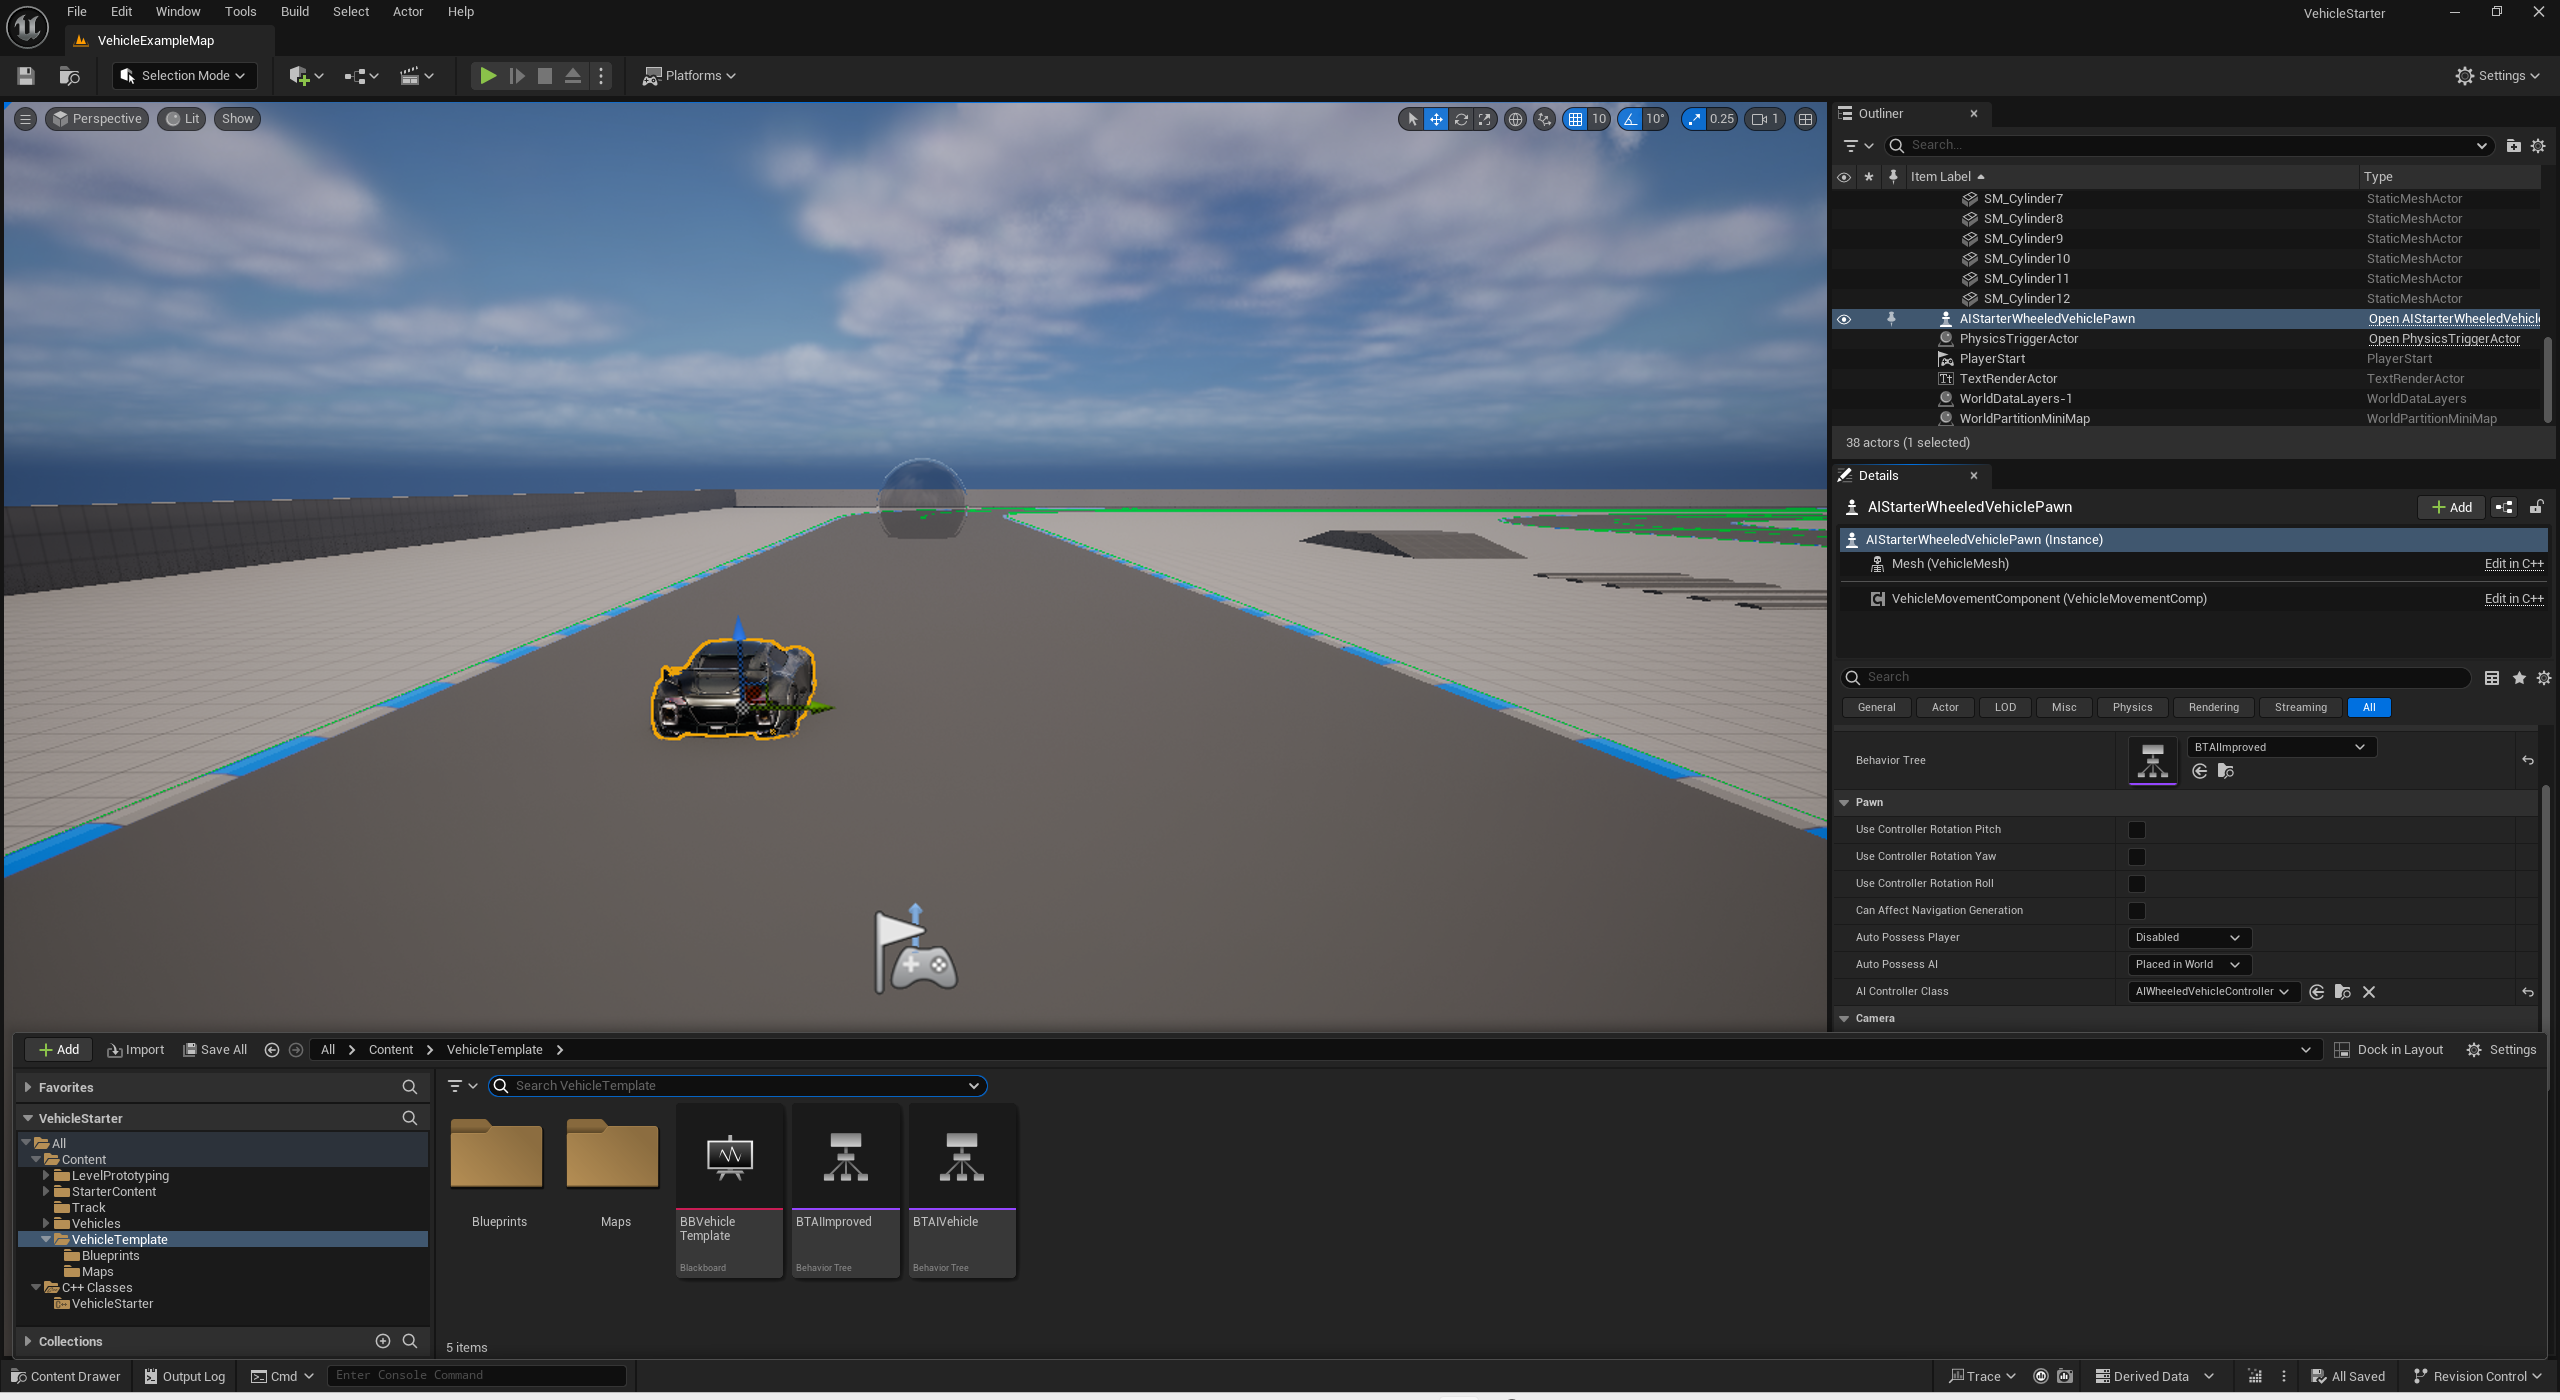 File Edit Window Tools Build Select Actor Help
VehicleStarter
VehicleExampleMap
Selection Mode
Platforms
Settings
Perspective Lit Show
10 10° 0.25 1
Outliner
Search...
Item Label Type
SM_Cylinder7 StaticMeshActor
SM_Cylinder8 StaticMeshActor
SM_Cylinder9 StaticMeshActor
SM_Cylinder10 StaticMeshActor
SM_Cylinder11 StaticMeshActor
SM_Cylinder12 StaticMeshActor
AIStarterWheeledVehiclePawn Open AIStarterWheeledVehicl
PhysicsTriggerActor Open PhysicsTriggerActor
PlayerStart PlayerStart
TextRenderActor TextRenderActor
WorldDataLayers-1 WorldDataLayers
WorldPartitionMiniMap WorldPartitionMiniMap
38 actors (1 selected)
Details
AIStarterWheeledVehiclePawn
Add
AIStarterWheeledVehiclePawn (Instance)
Mesh (VehicleMesh) Edit in C++
VehicleMovementComponent (VehicleMovementComp) Edit in C++
Search
General Actor LOD Misc Physics Rendering Streaming All
Behavior Tree BTAIImproved
Pawn
Use Controller Rotation Pitch
Use Controller Rotation Yaw
Use Controller Rotation Roll
Can Affect Navigation Generation
Auto Possess Player Disabled
Auto Possess AI Placed in World
AI Controller Class AIWheeledVehicleController
Camera
Add Import Save All All Content VehicleTemplate Dock in Layout Settings
Favorites
Search VehicleTemplate
VehicleStarter
All
Content
LevelPrototyping
StarterContent
Track
Vehicles
VehicleTemplate
Blueprints
Maps
C++ Classes
VehicleStarter
Collections
Blueprints
Maps
BBVehicle
Template
Blackboard
BTAIImproved
Behavior Tree
BTAIVehicle
Behavior Tree
5 items
Content Drawer Output Log Cmd Enter Console Command Trace Derived Data All Saved Revision Control